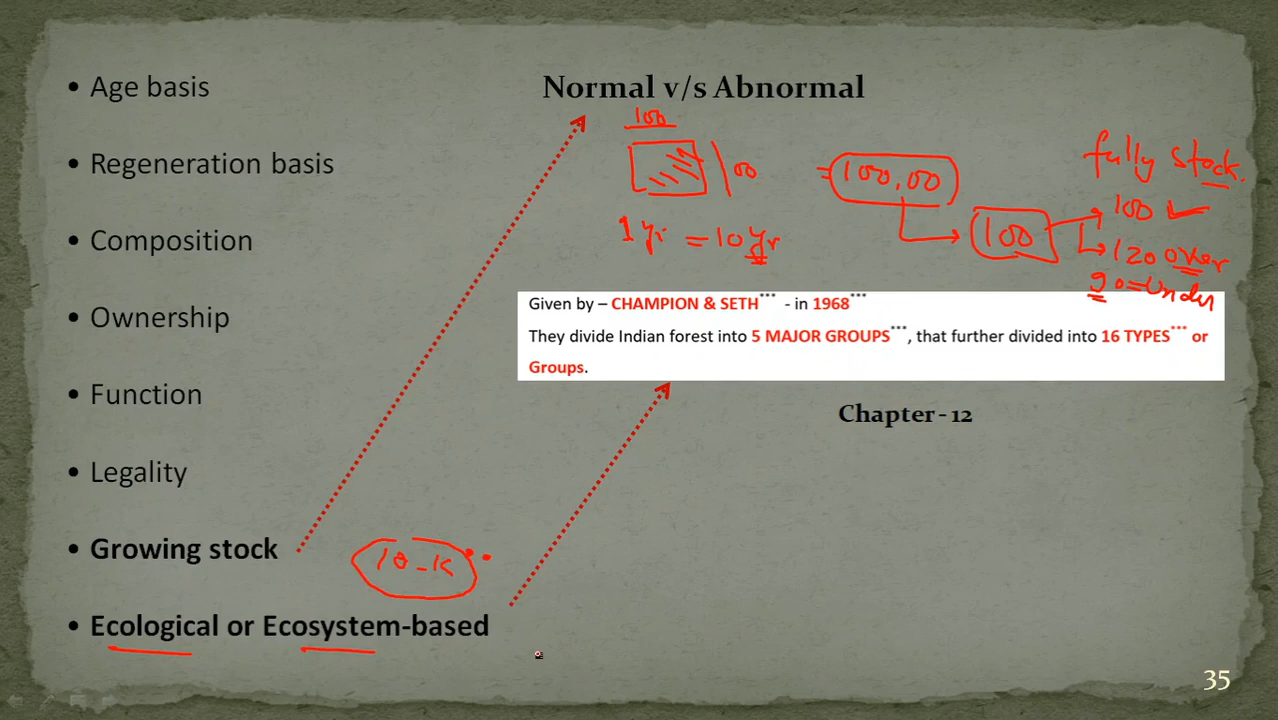 • Age basis
• Regeneration basis
• Composition
• Ownership
• Function
• Legality
• Growing stock
• Ecological or Ecosystem-based
Normal v/s Abnormal
100
100
= 100,00
100
fully stock.
100 ✓
120 over
90 = Under
1 yr = 10 yr
Given by – CHAMPION & SETH*** - in 1968***
They divide Indian forest into 5 MAJOR GROUPS***, that further divided into 16 TYPES*** or
Groups.
Chapter - 12
35